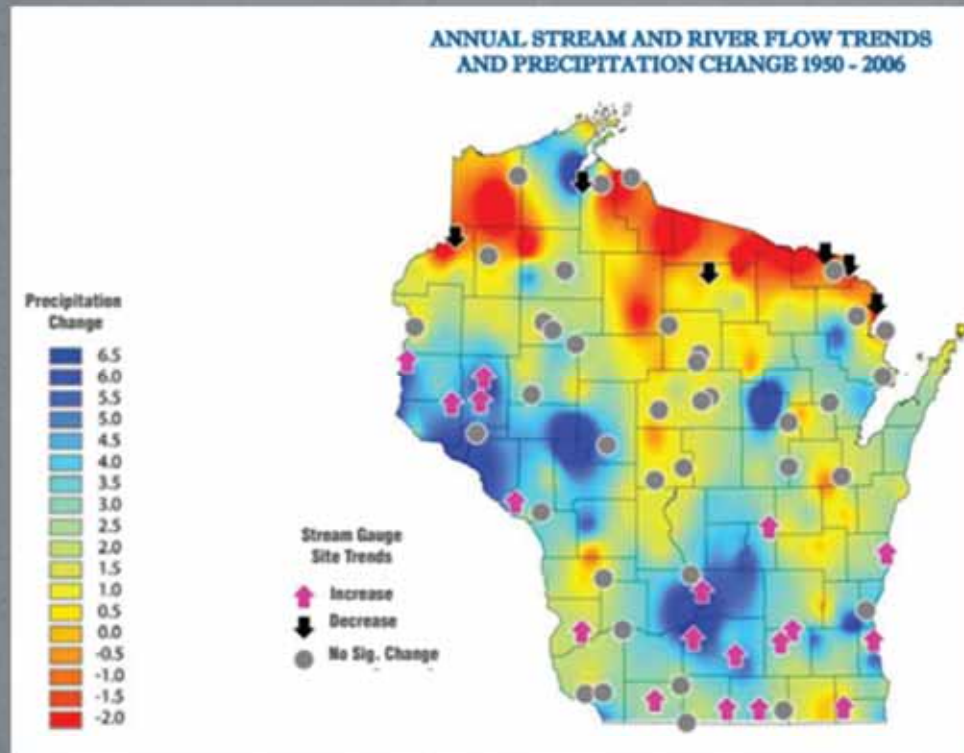 ANNUAL STREAM AND RIVER FLOW TRENDS
AND PRECIPITATION CHANGE 1950 - 2006
Precipitation
Change
6.5
6.0
5.5
5.0
4.5
4.0
3.5
3.0
2.5
2.0
1.5
1.0
0.5
0.0
-0.5
-1.0
-1.5
-2.0
Stream Gauge
Site Trends
Increase
Decrease
No Sig. Change